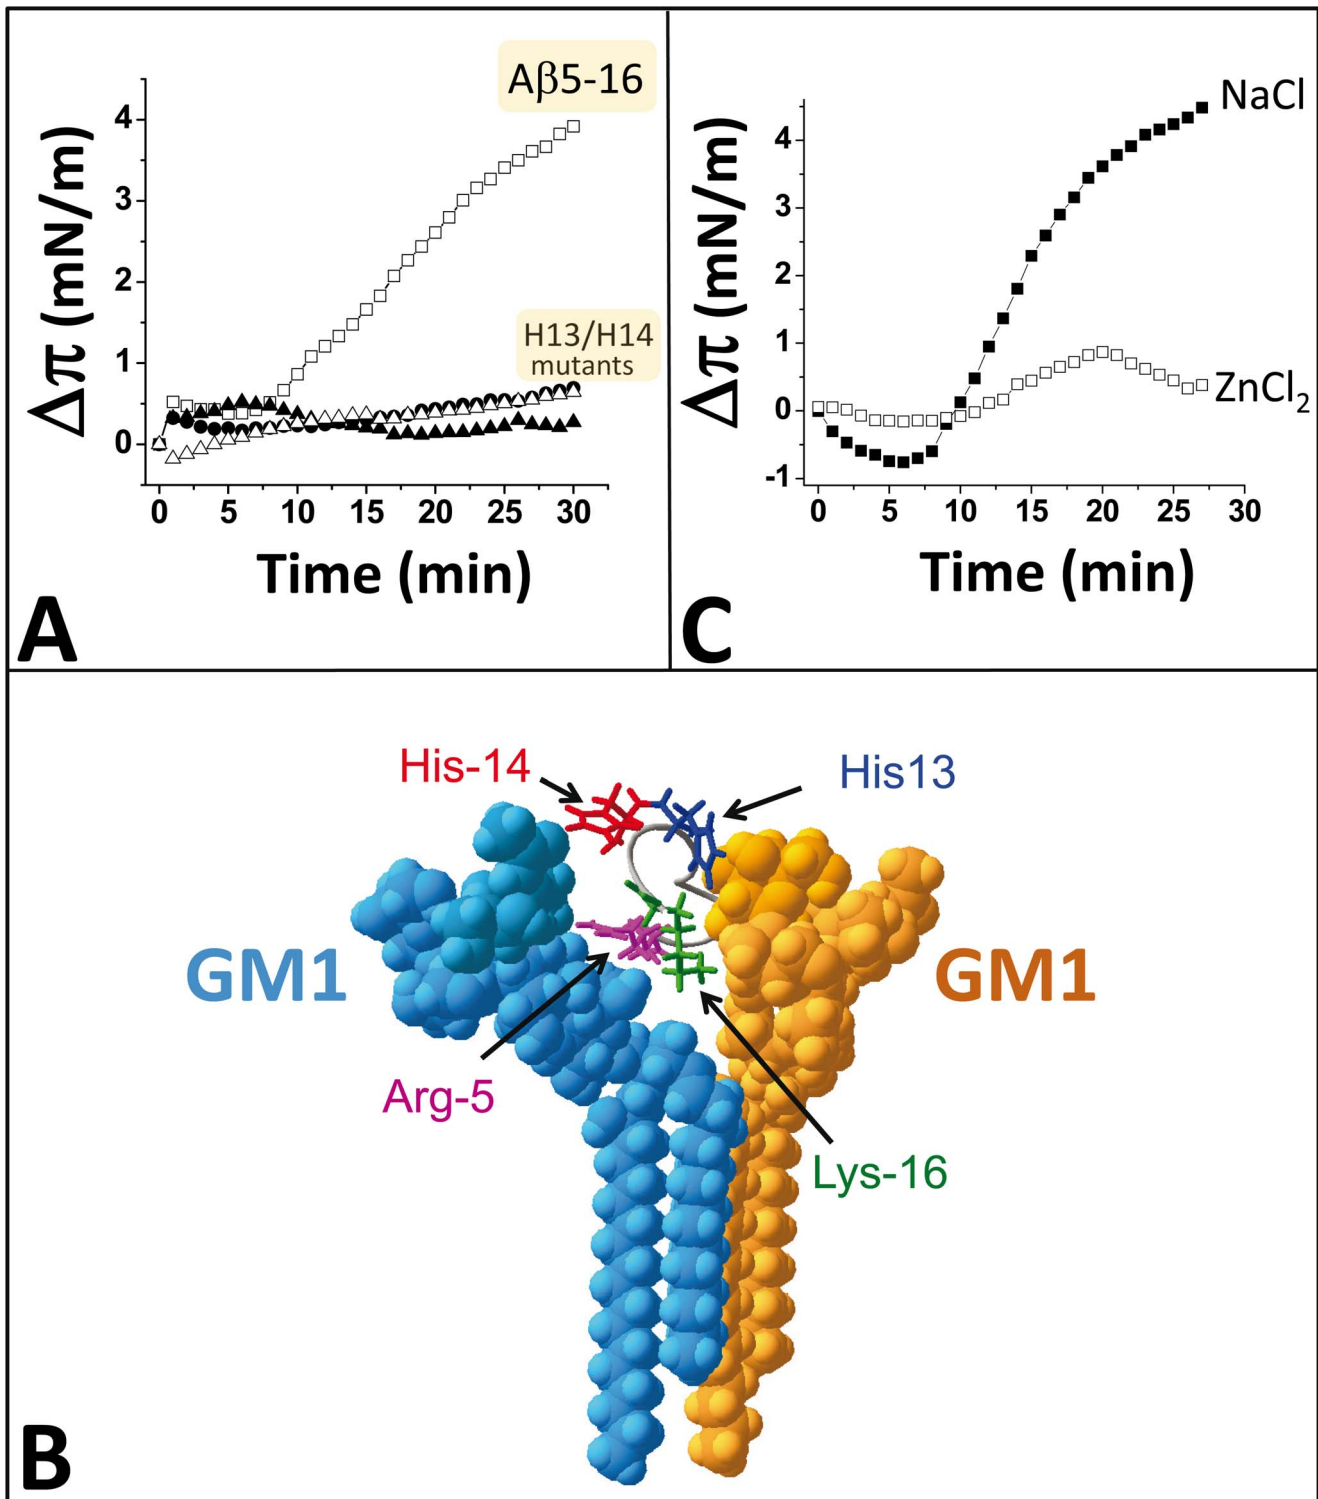 Aβ5-16
H13/H14
mutants
Δπ (mN/m)
4
3
2
1
0
0 5 10 15 20 25 30
Time (min)
A
NaCl
ZnCl₂
Δπ (mN/m)
4
3
2
1
0
-1
0 5 10 15 20 25 30
Time (min)
C
His-14
His13
GM1
GM1
Arg-5
Lys-16
B